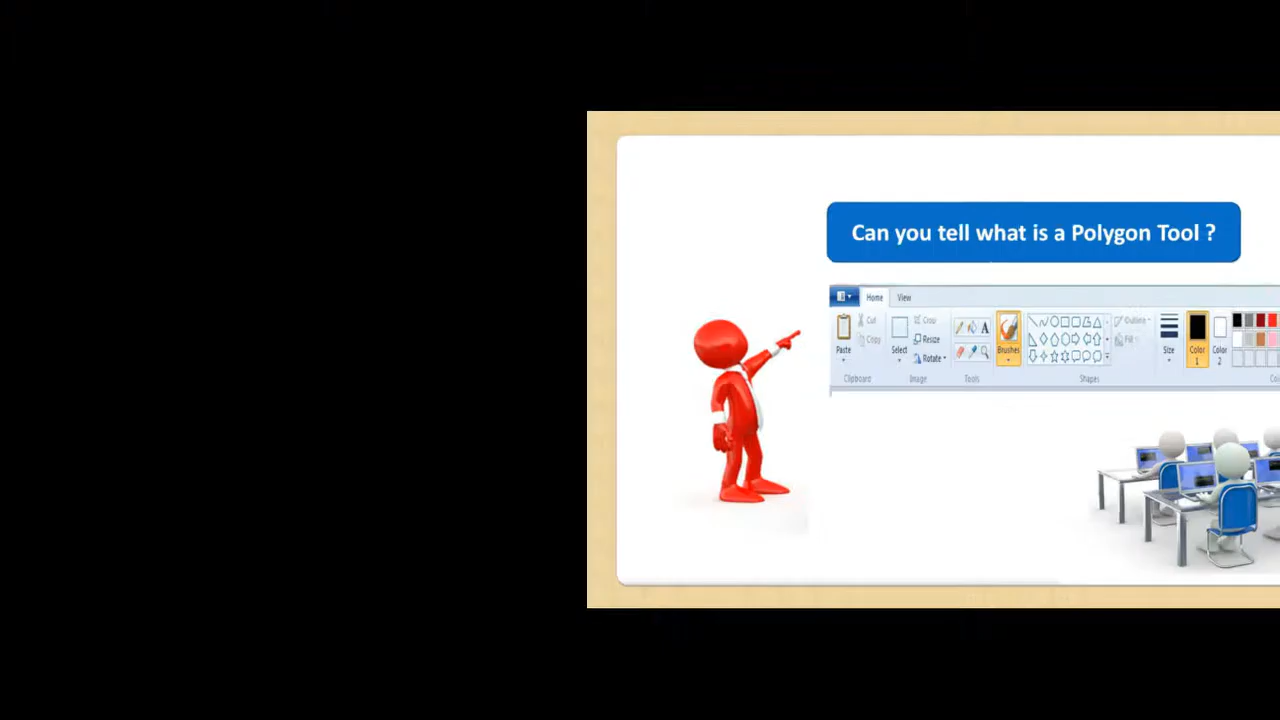 Can you tell what is a Polygon Tool ?
Home View
Cut
Copy
Paste
Clipboard
Crop
Resize
Rotate
Select
Image
A
Tools
Brushes
Outline
Fill
Shapes
Size
Color
1
Color
2